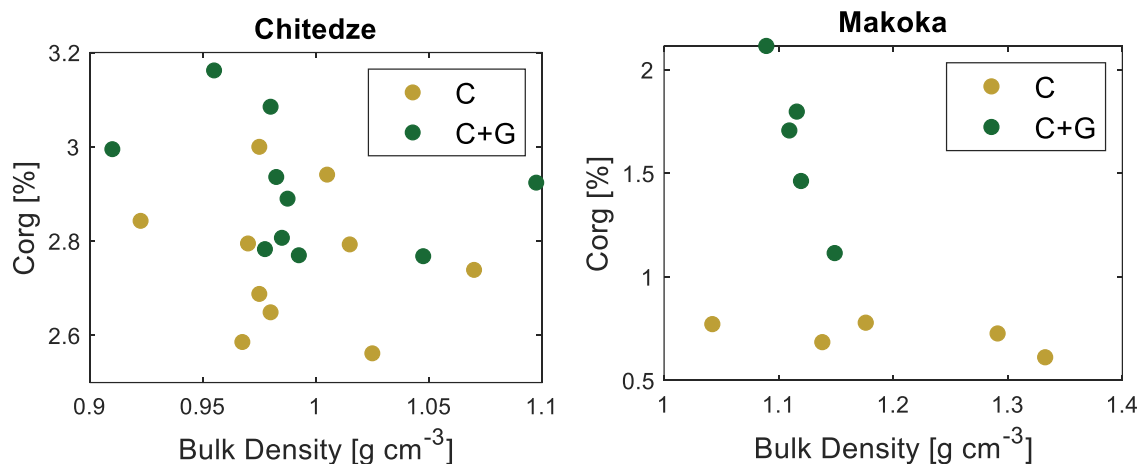 Chitedze
3.2
3
2.8
2.6
Corg [%]
0.9
0.95
1
1.05
1.1
Bulk Density [g cm⁻³]
C
C+G
Makoka
2
1.5
1
0.5
Corg [%]
1
1.1
1.2
1.3
1.4
Bulk Density [g cm⁻³]
C
C+G